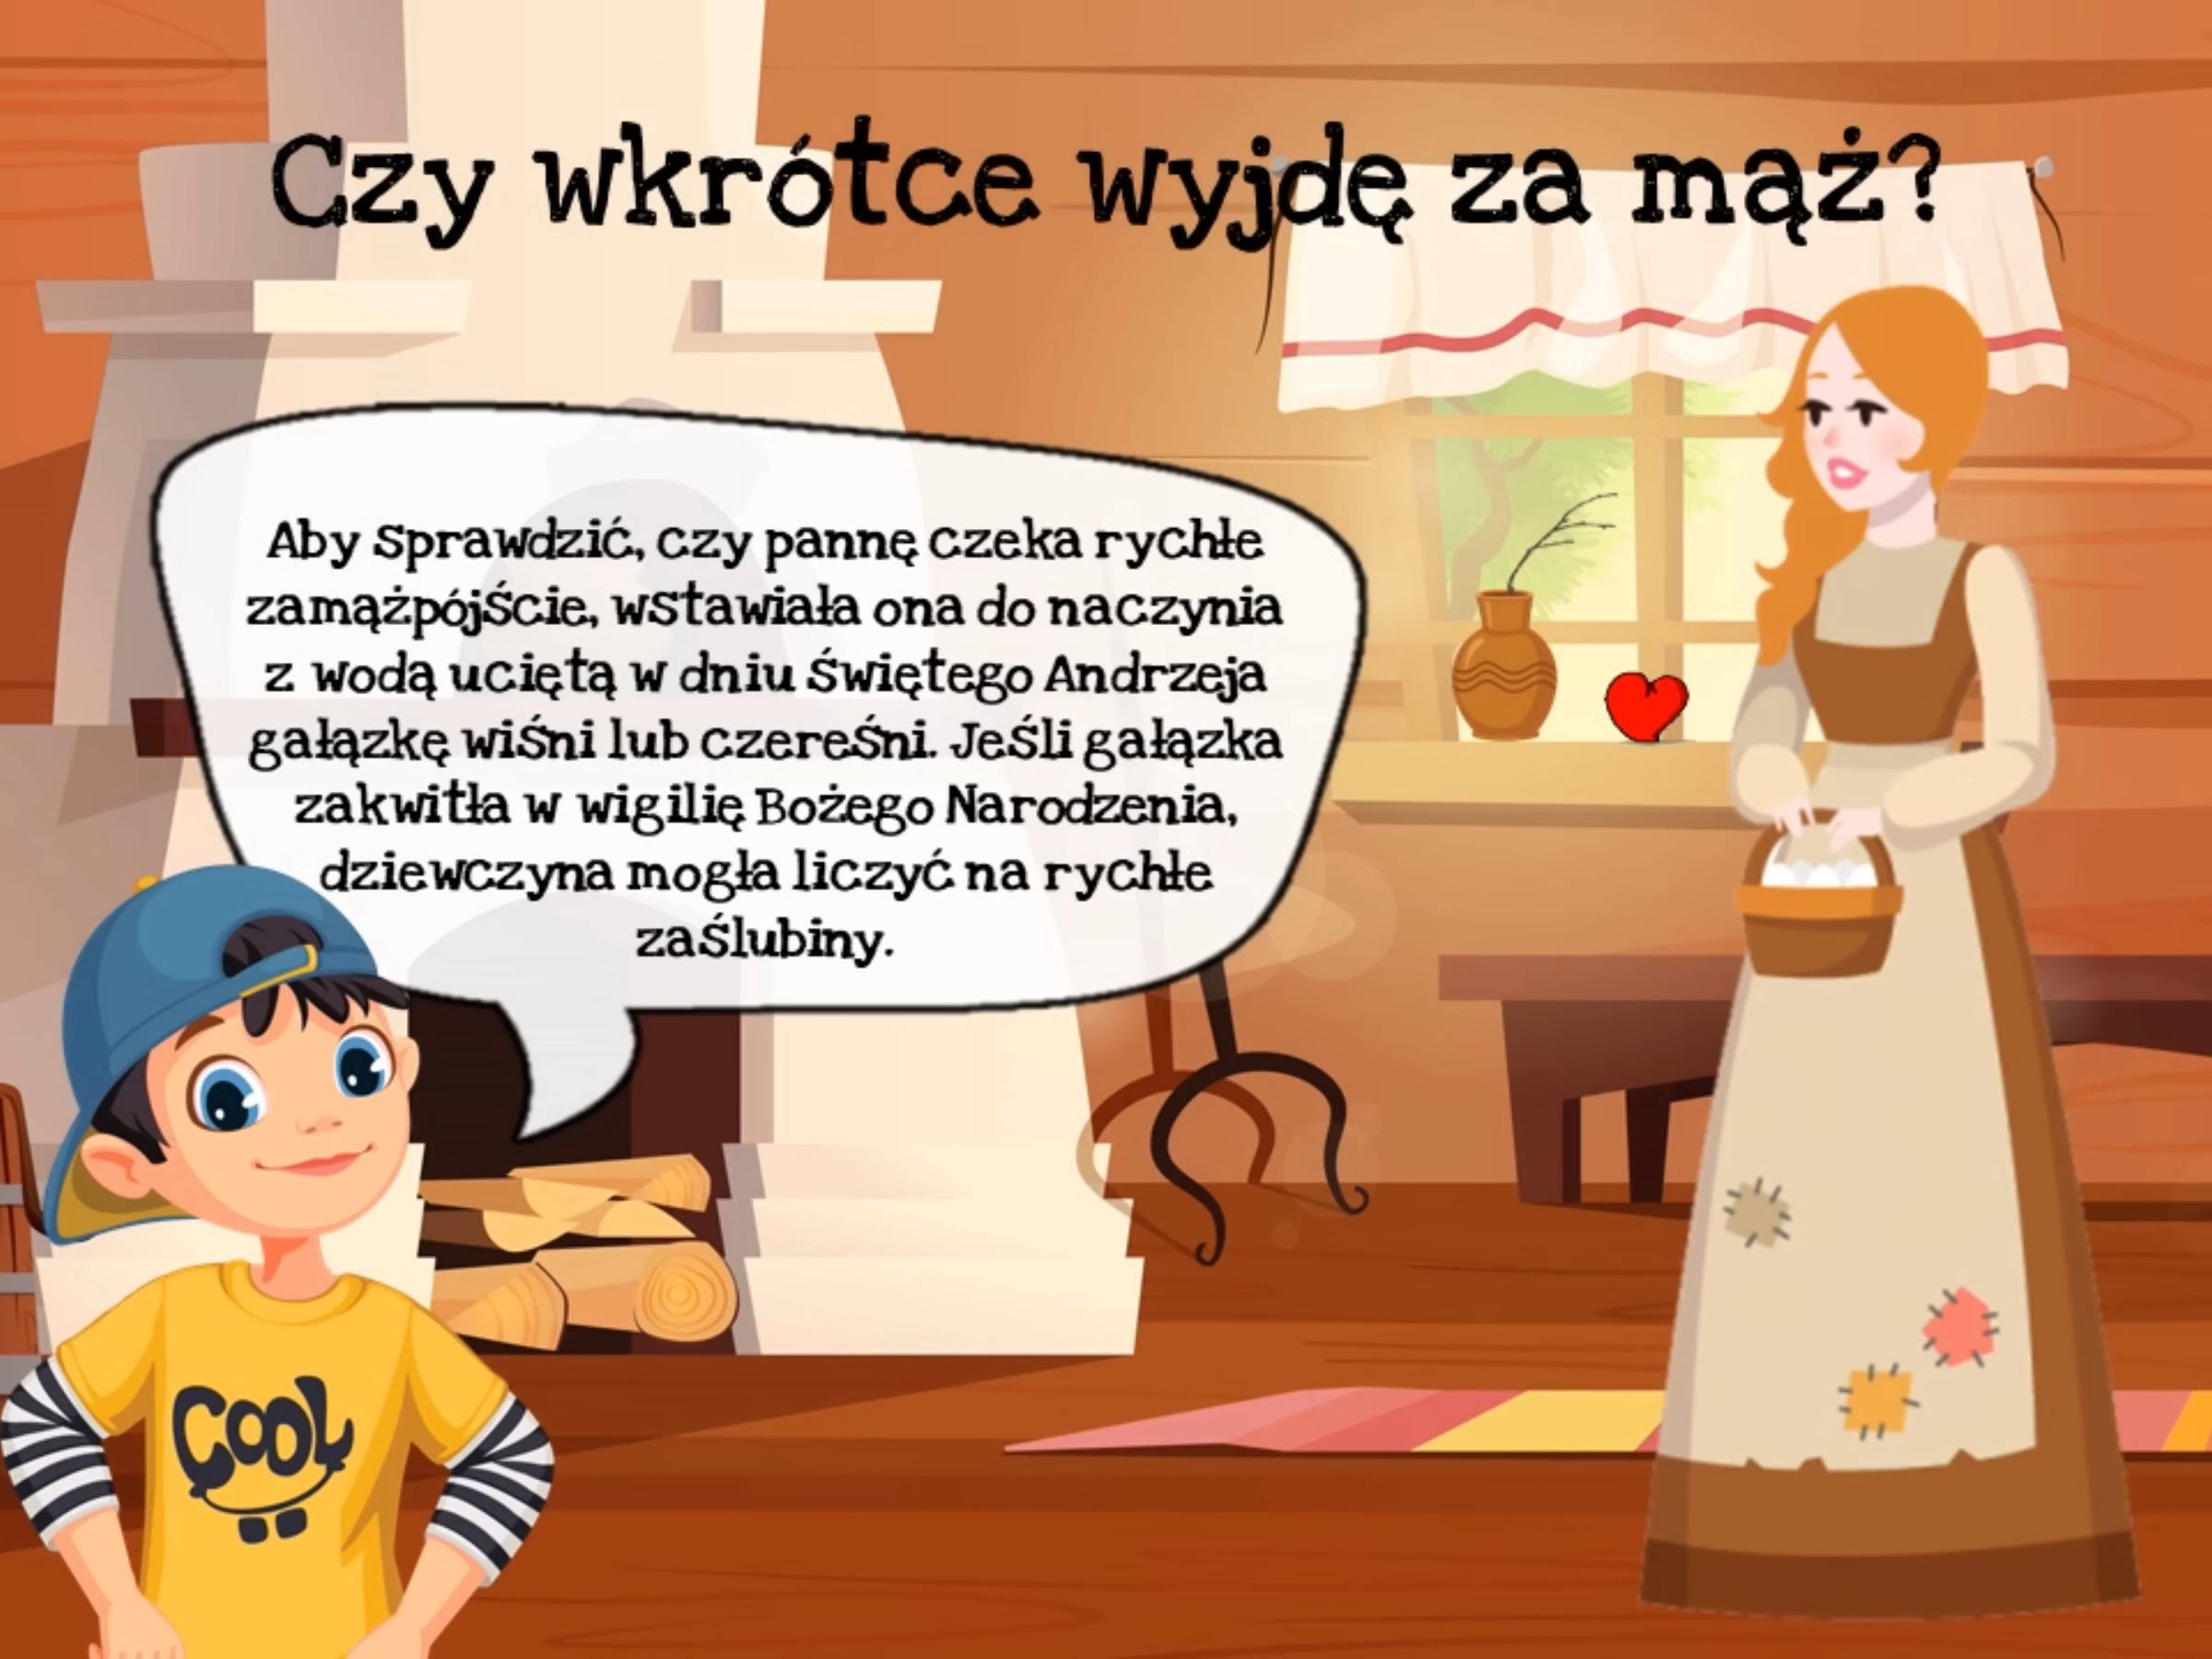 Czy wkrótce wyjdę za mąż?
Aby sprawdzić, czy pannę czeka rychłe
zamążpójście, wstawiała ona do naczynia
z wodą uciętą w dniu świętego Andrzeja
gałązkę wiśni lub czereśni. Jeśli gałązka
zakwitła w wigilię Bożego Narodzenia,
dziewczyna mogła liczyć na rychłe
zaślubiny.
COOL